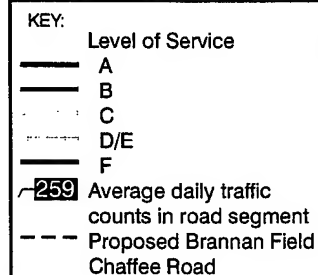 KEY:
Level of Service
A
B
C
D/E
F
259 Average daily traffic
counts in road segment
Proposed Brannan Field
Chaffee Road